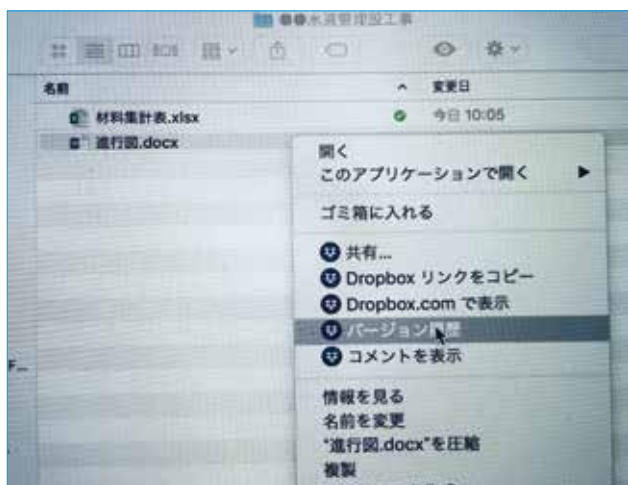 ●●水道管埋設工事
名前
変更日
材料集計表.xlsx
今日 10:05
進行図.docx
開く
このアプリケーションで開く
ゴミ箱に入れる
共有...
Dropbox リンクをコピー
Dropbox.com で表示
バージョン履歴
コメントを表示
F...
情報を見る
名前を変更
"進行図.docx"を圧縮
複製